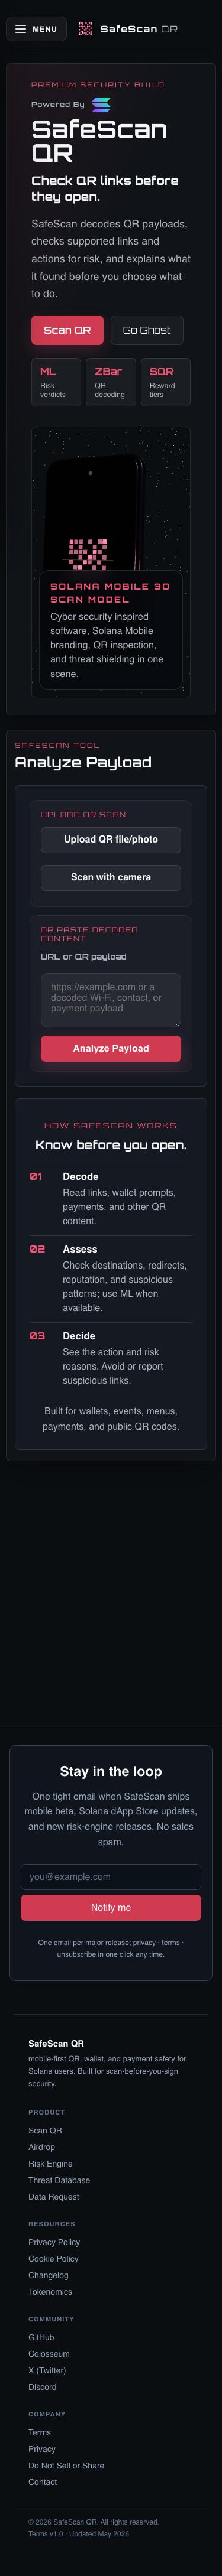 MENU
SafeScan QR
PREMIUM SECURITY BUILD
Powered By
SafeScan
QR
Check QR links before
they open.
SafeScan decodes QR payloads,
checks supported links and
actions for risk, and explains what
it found before you choose what
to do.
Scan QR
Go Ghost
ML
Risk
verdicts
ZBar
QR
decoding
SQR
Reward
tiers
SOLANA MOBILE 3D
SCAN MODEL
Cyber security inspired
software, Solana Mobile
branding, QR inspection,
and threat shielding in one
scene.
SAFESCAN TOOL
Analyze Payload
UPLOAD OR SCAN
Upload QR file/photo
Scan with camera
OR PASTE DECODED
CONTENT
URL or QR payload
https://example.com or a
decoded Wi-Fi, contact, or
payment payload
Analyze Payload
HOW SAFESCAN WORKS
Know before you open.
01
Decode
Read links, wallet prompts,
payments, and other QR
content.
02
Assess
Check destinations, redirects,
reputation, and suspicious
patterns; use ML when
available.
03
Decide
See the action and risk
reasons. Avoid or report
suspicious links.
Built for wallets, events, menus,
payments, and public QR codes.
Stay in the loop
One tight email when SafeScan ships
mobile beta, Solana dApp Store updates,
and new risk-engine releases. No sales
spam.
you@example.com
Notify me
One email per major release; privacy · terms ·
unsubscribe in one click any time.
SafeScan QR
mobile-first QR, wallet, and payment safety for
Solana users. Built for scan-before-you-sign
security.
PRODUCT
Scan QR
Airdrop
Risk Engine
Threat Database
Data Request
RESOURCES
Privacy Policy
Cookie Policy
Changelog
Tokenomics
COMMUNITY
GitHub
Colosseum
X (Twitter)
Discord
COMPANY
Terms
Privacy
Do Not Sell or Share
Contact
© 2026 SafeScan QR. All rights reserved.
Terms v1.0 · Updated May 2026